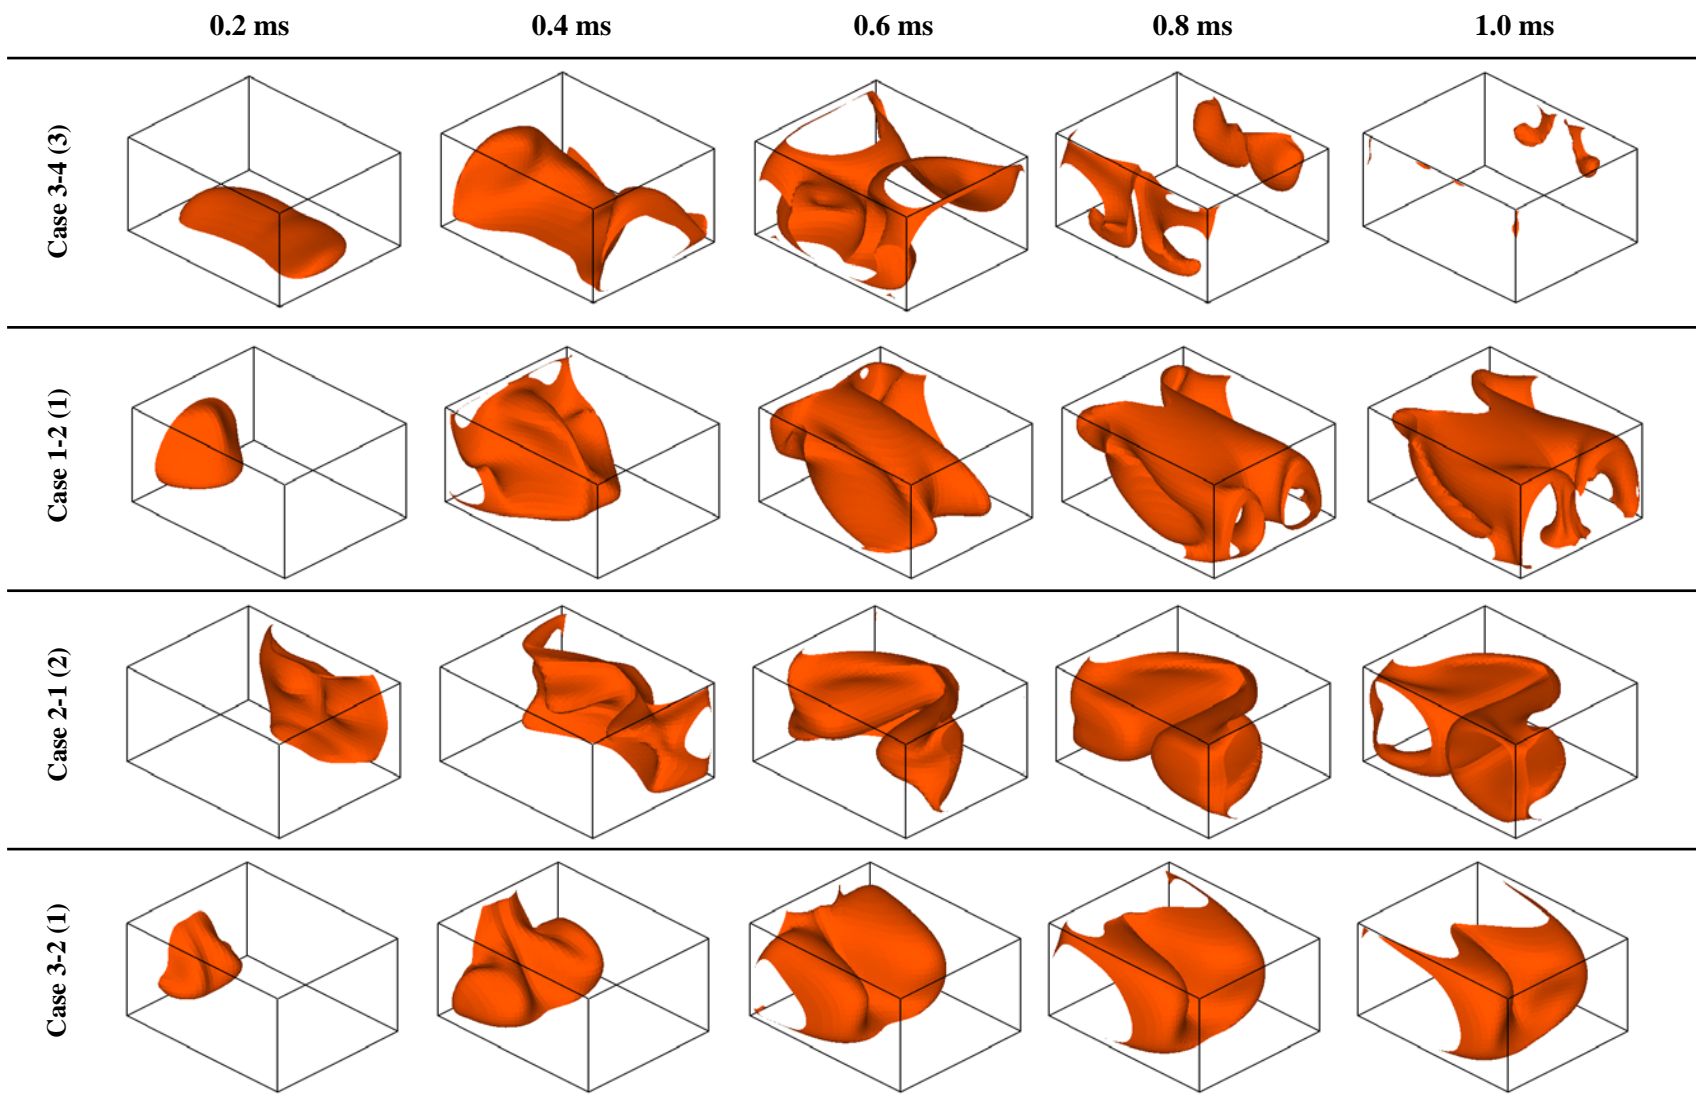 0.2 ms 0.4 ms 0.6 ms 0.8 ms 1.0 ms
Case 3-4 (3)
Case 1-2 (1)
Case 2-1 (2)
Case 3-2 (1)